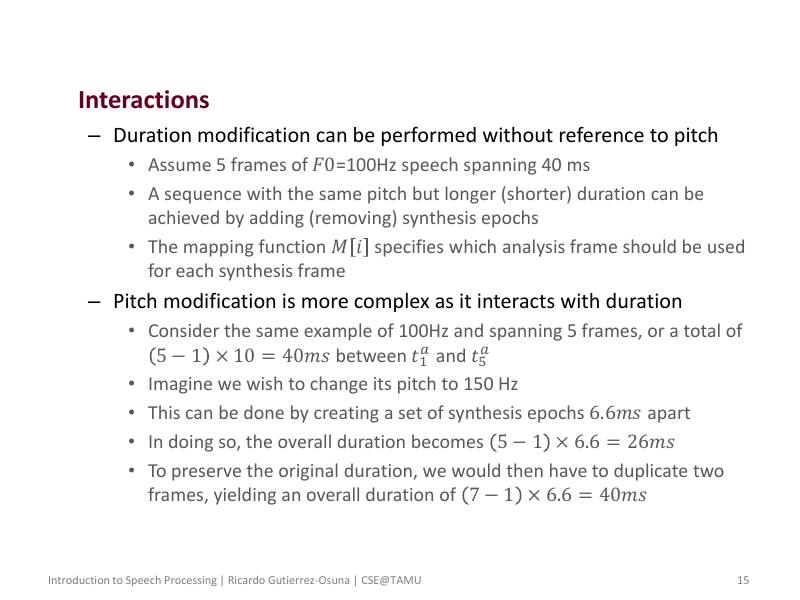 Interactions
– Duration modification can be performed without reference to pitch
• Assume 5 frames of 𝐹0=100Hz speech spanning 40 ms
• A sequence with the same pitch but longer (shorter) duration can be
achieved by adding (removing) synthesis epochs
• The mapping function 𝑀[𝑖] specifies which analysis frame should be used
for each synthesis frame
– Pitch modification is more complex as it interacts with duration
• Consider the same example of 100Hz and spanning 5 frames, or a total of
(5 − 1) × 10 = 40𝑚𝑠 between 𝑡₁ᵃ and 𝑡₅ᵃ
• Imagine we wish to change its pitch to 150 Hz
• This can be done by creating a set of synthesis epochs 6.6𝑚𝑠 apart
• In doing so, the overall duration becomes (5 − 1) × 6.6 = 26𝑚𝑠
• To preserve the original duration, we would then have to duplicate two
frames, yielding an overall duration of (7 − 1) × 6.6 = 40𝑚𝑠
Introduction to Speech Processing | Ricardo Gutierrez-Osuna | CSE@TAMU
15